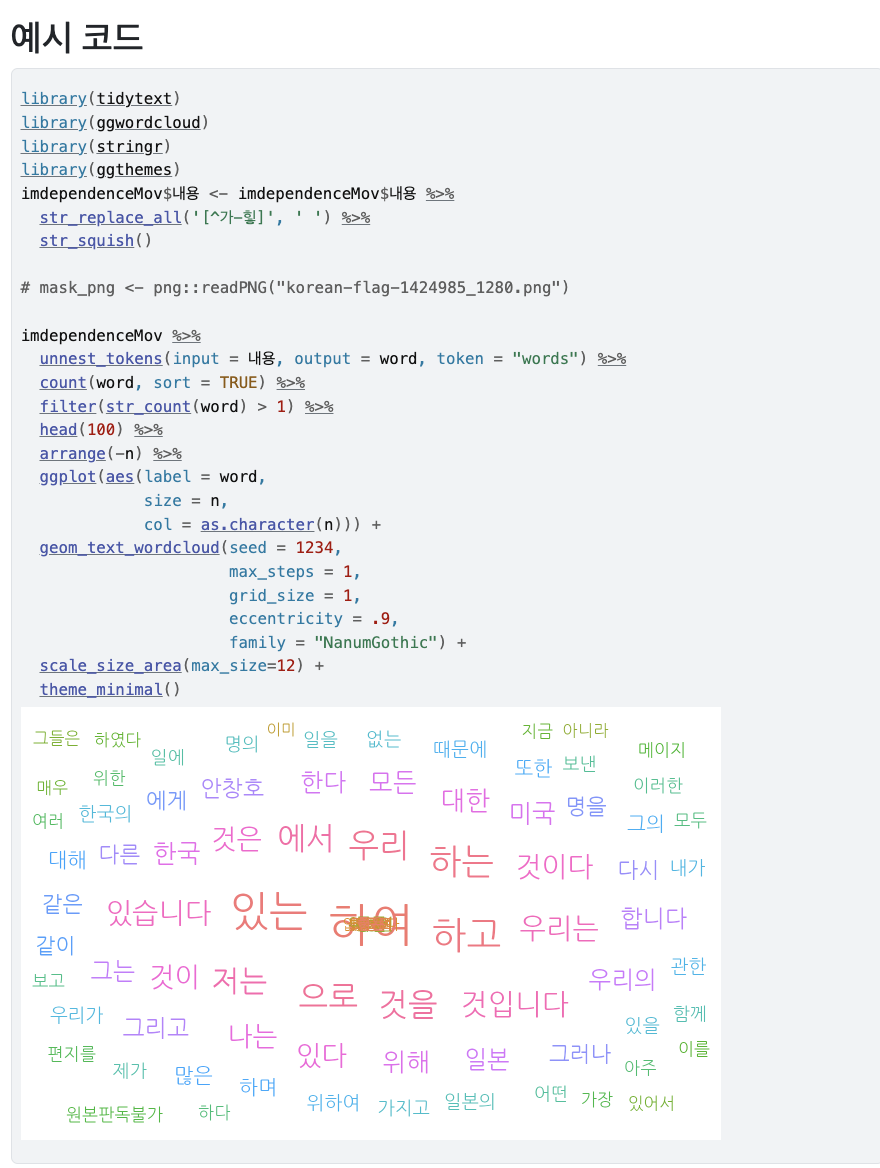 예시 코드
library(tidytext)
library(ggwordcloud)
library(stringr)
library(ggthemes)
imdependenceMov$내용 <- imdependenceMov$내용 %>%
  str_replace_all('[^가-힣]', ' ') %>%
  str_squish()
# mask_png <- png::readPNG("korean-flag-1424985_1280.png")
imdependenceMov %>%
  unnest_tokens(input = 내용, output = word, token = "words") %>%
  count(word, sort = TRUE) %>%
  filter(str_count(word) > 1) %>%
  head(100) %>%
  arrange(-n) %>%
  ggplot(aes(label = word,
             size = n,
             col = as.character(n))) +
  geom_text_wordcloud(seed = 1234,
                      max_steps = 1,
                      grid_size = 1,
                      eccentricity = .9,
                      family = "NanumGothic") +
  scale_size_area(max_size=12) +
  theme_minimal()
그들은 하였다 일에 명의 이미 일을 없는 때문에 지금 아니라 메이지
매우 위한 에게 안창호 한다 모든 또한 보낸 이러한
여러 한국의 대한 미국 명을 그의 모두
대해 다른 한국 것은 에서 우리 하는 것이다 다시 내가
같은 있습니다 있는 하여 하고 우리는 합니다
같이 보고 그는 것이 저는 으로 것을 것입니다 우리의 관한
우리가 그리고 나는 있을 함께
편지를 제가 많은 하며 있다 위해 일본 그러나 아주 이를
원본판독불가 하다 위하여 가지고 일본의 어떤 가장 있어서